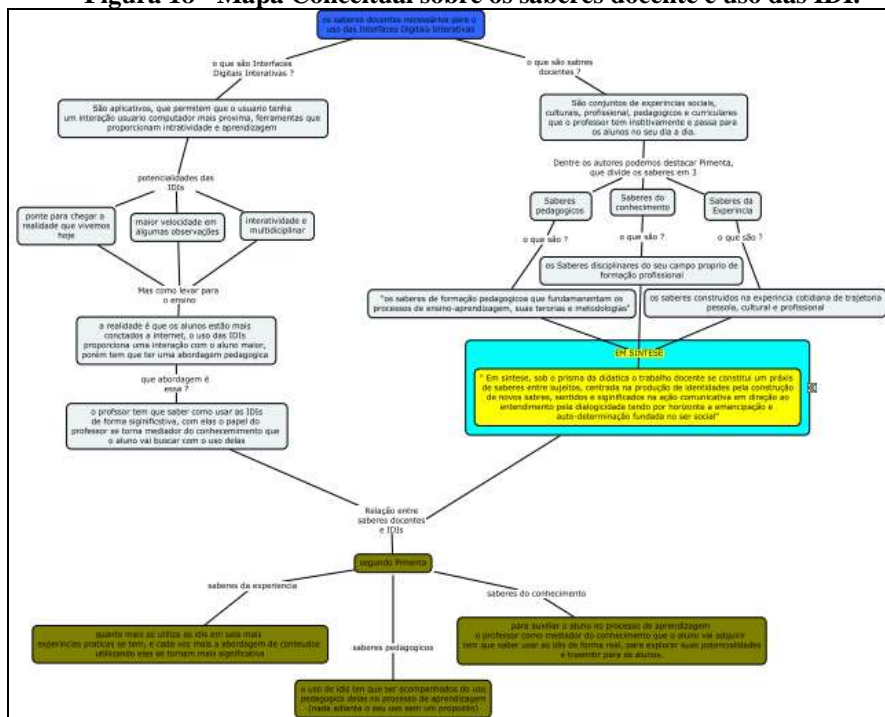 Figura 18 - Mapa Conceitual sobre os saberes docente e uso das IDI.
os saberes docentes necessários para o
uso das Interfaces Digitais Interativas
o que são Interfaces
Digitais Interativas ?
o que são sabres
docentes ?
São aplicativos, que permitem que o usuario tenha
um interação usuario computador mais proxima, ferramentas que
proporcionam intratividade e aprendizagem
São conjuntos de experincias sociais,
culturais, profissional, pedagogicos e curriculares
que o professor tem institivamente e passa para
os alunos no seu dia a dia.
potencialidades das
IDIs
Dentre os autores podemos destacar Pimenta,
que divide os saberes em 3
ponte para chegar a
realidade que vivemos
hoje
maior velocidade em
algumas observações
interatividade e
multidiciplinar
Saberes
pedagogicos
Saberes do
conhecimento
Saberes da
Experincia
o que são ?
o que são ?
o que são ?
Mas como levar para
o ensino
os Saberes disciplinares do seu campo proprio de
formação profissional
"os saberes de formação pedagogicos que fundamanentam os
processos de ensino-aprendizagem, suas terorias e metodologias"
os saberes construidos na experincia cotidiana de trajetoria
pessola, cultural e profissional
a realidade é que os alunos estão mais
conctados a internet, o uso das IDIs
proporciona uma interação com o aluno maior,
porém tem que ter uma abordagem pedagogica
EM SINTESE
" Em sintese, sob o prisma da didatica o trabalho docente se constitui um práxis
de saberes entre sujeitos, centrada na produção de identidades pela construção
de novos sabres, sentidos e siginificados na ação comunicativa em direção ao
entendimento pela dialogicidade tendo por horizonte a emancipação e
auto-determinação fundada no ser social"
que abordagem é
essa ?
o profssor tem que saber como usar as IDIs
de forma siginificstiva, com elas o papel do
professor se torna mediador do conhecemimento que
o aluno vai buscar com o uso delas
Relação entre
saberes docentes
e IDIs
segundo Pimenta
saberes da experiencia
saberes do conhecimento
saberes pedagogicos
quanto mais se utiliza as idis em sala mais
experincias praticas se tem, e cada vez mais a abordagem de conteudos
utilizando elas se tornam mais significativa
para auxiliar o aluno no processo de aprendizagem
o professor como mediador do conhecimento que o aluno vai adquirir
tem que saber usar as idis de forma real, para explorar suas potencialidades
e trasmitir para os alunos.
o uso de idis ten que ser acompanhados do uso
pedagogico delas no processo de aprendizagem
(nada adianta o seu uso sem um proposito)